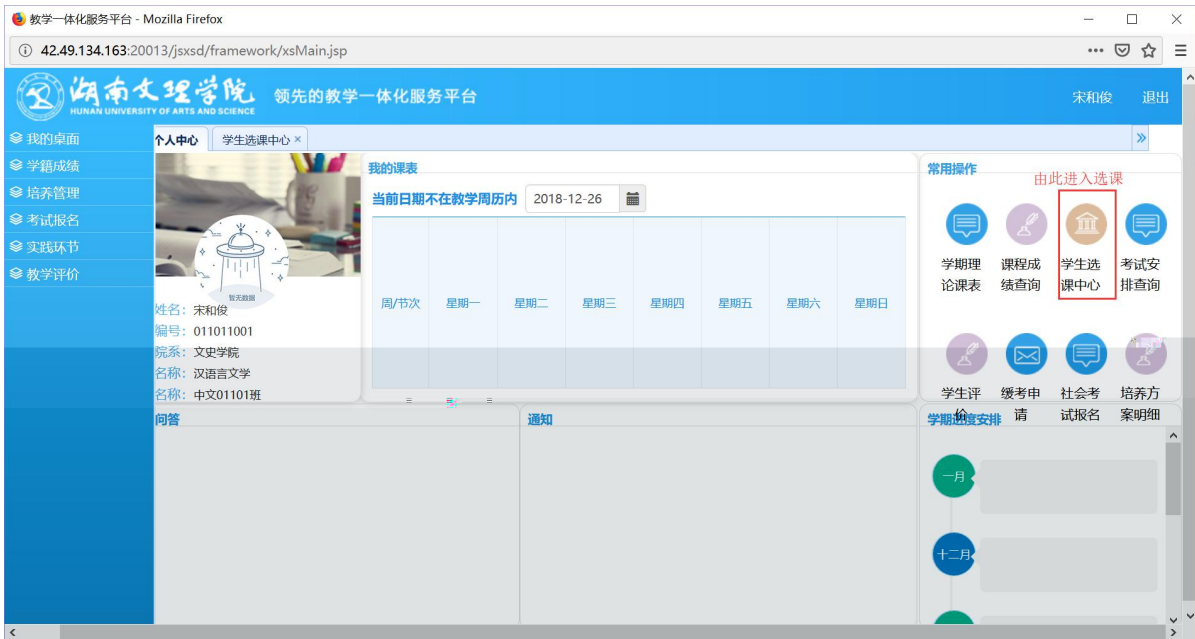 教学一体化服务平台 - Mozilla Firefox
42.49.134.163:20013/jsxsd/framework/xsMain.jsp
湖南文理学院
HUNAN UNIVERSITY OF ARTS AND SCIENCE
领先的教学一体化服务平台
宋和俊 退出
我的桌面
学籍成绩
培养管理
考试报名
实践环节
教学评价
个人中心 学生选课中心 ×
暂无数据
姓名：宋和俊
编号：011011001
院系：文史学院
名称：汉语言文学
名称：中文01101班
我的课表
当前日期不在教学周历内 2018-12-26
周/节次 星期一 星期二 星期三 星期四 星期五 星期六 星期日
常用操作
由此进入选课
学期理论课表
课程成绩查询
学生选课中心
考试安排查询
学生评价
缓考申请
社会考试报名
培养方案明细
问答
通知
学期进度安排
一月
十二月